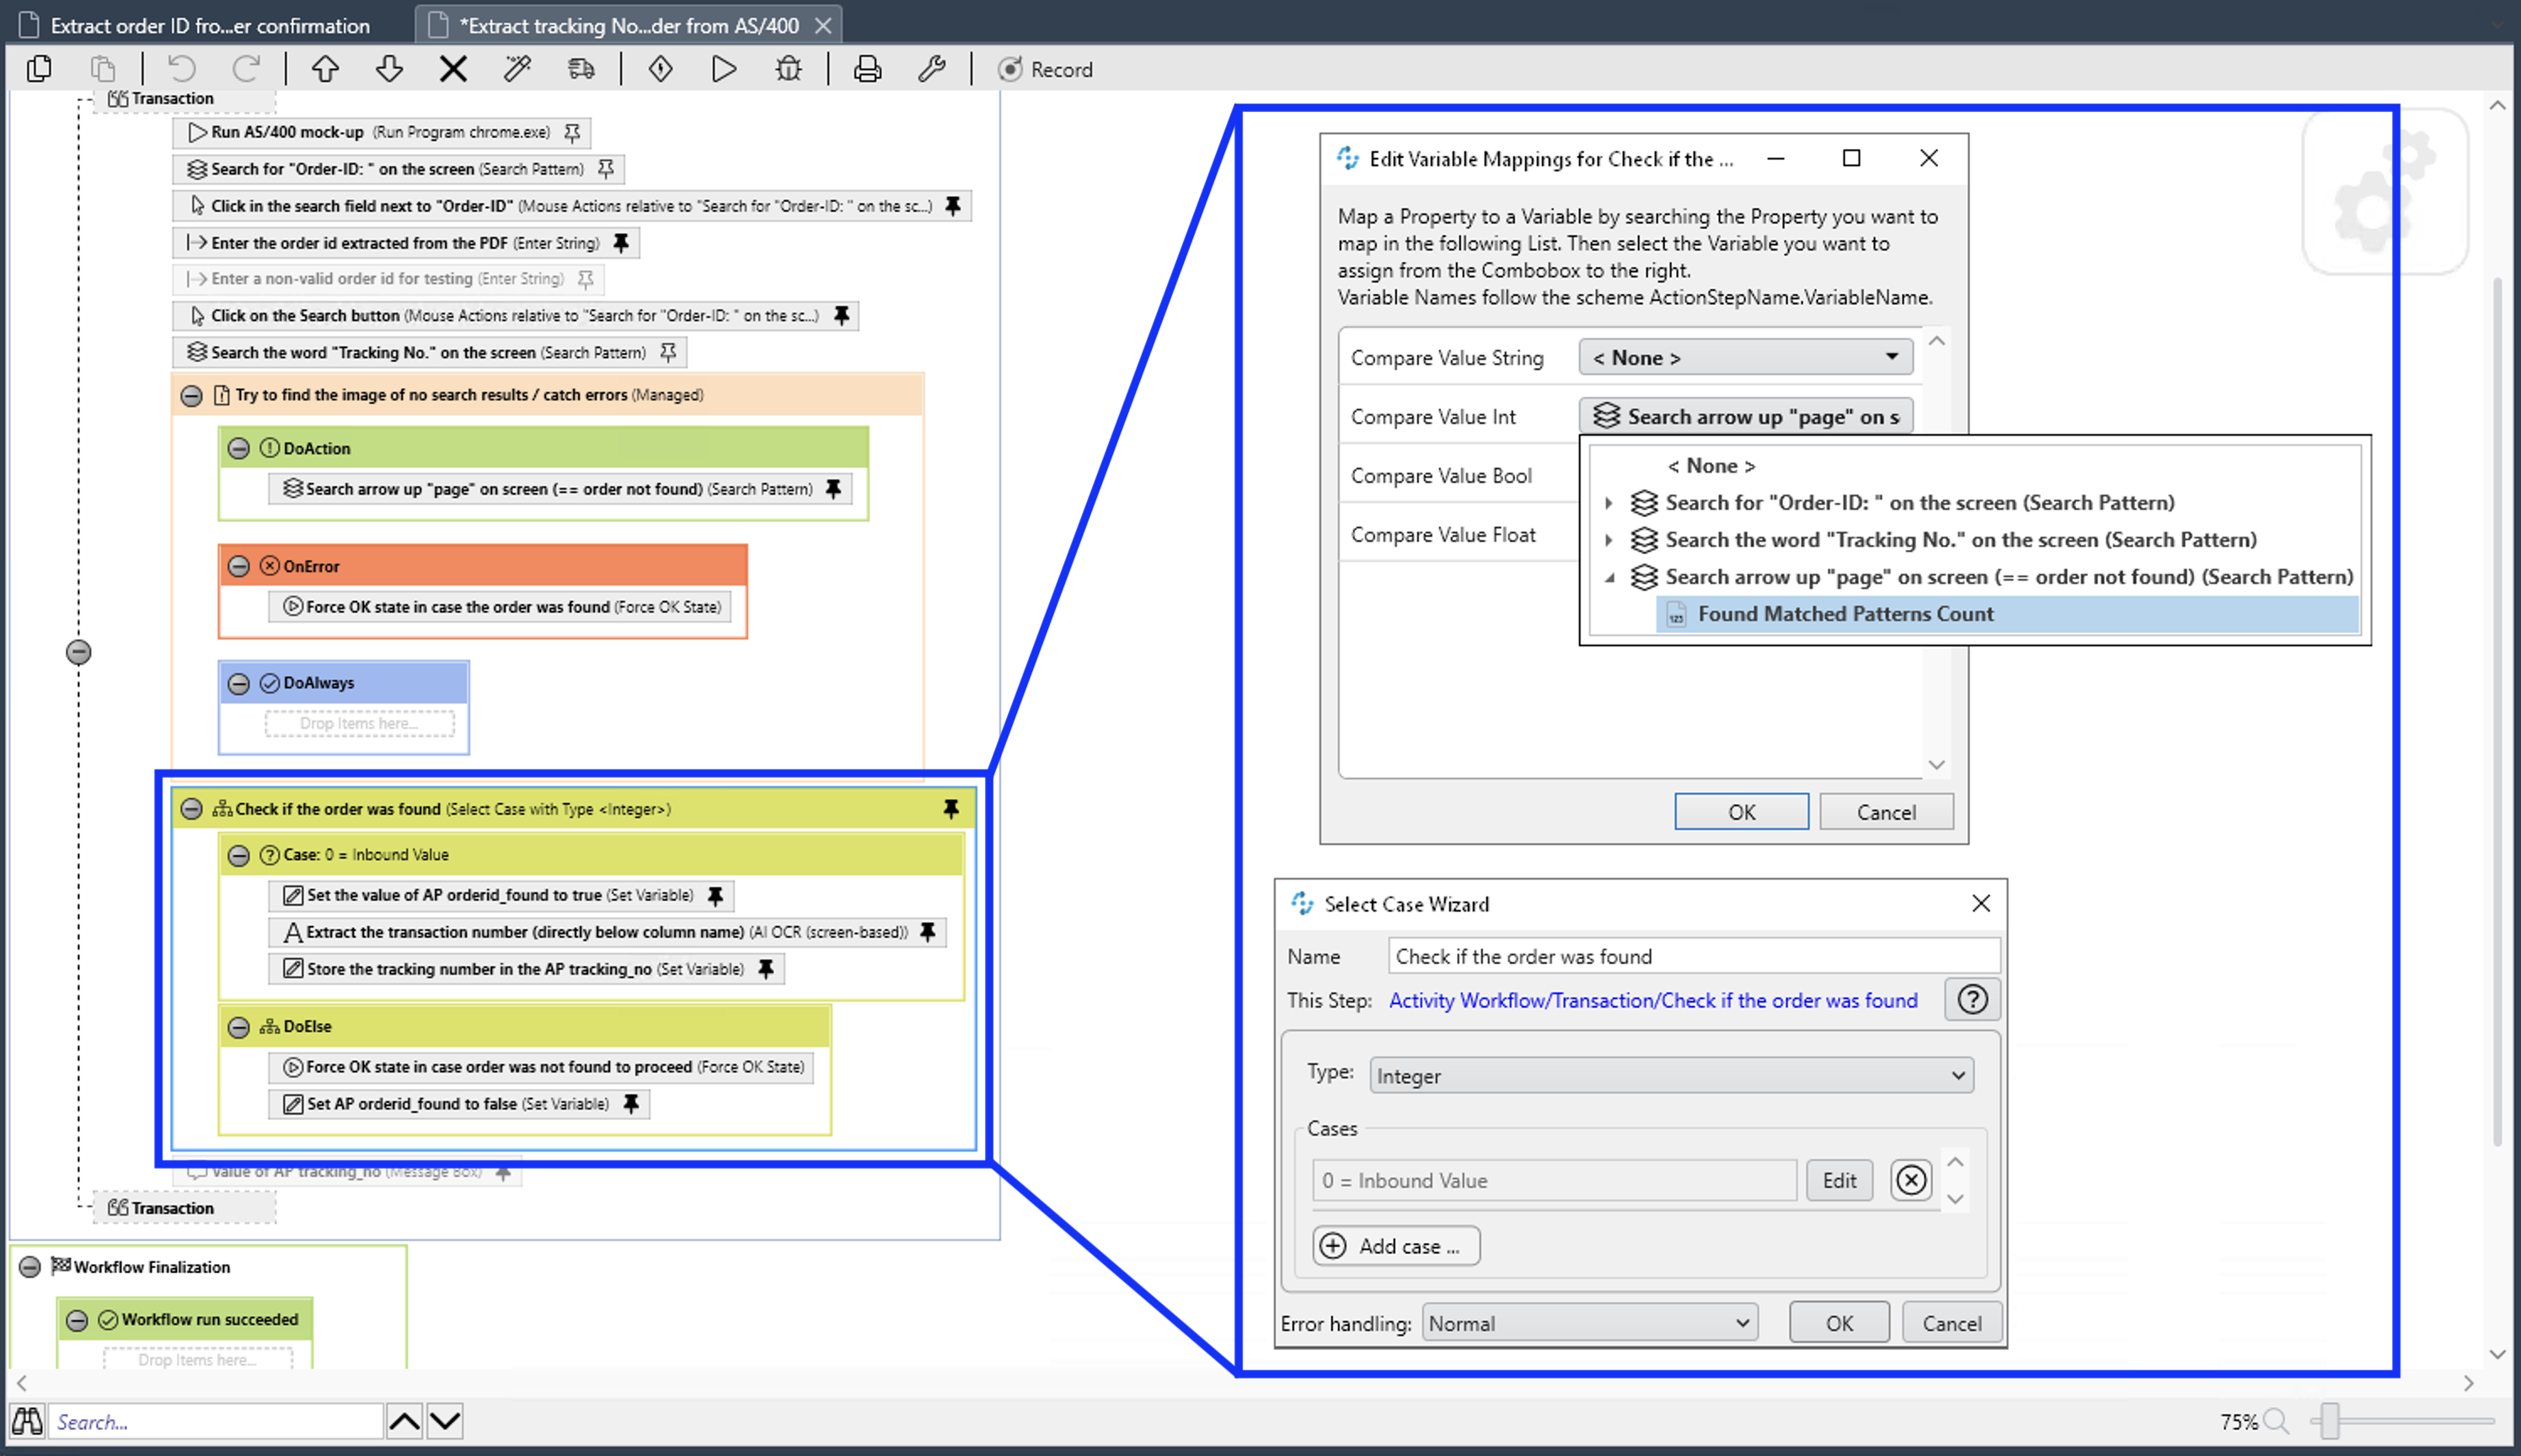 Extract order ID fro...er confirmation
*Extract tracking No...der from AS/400
Record
Transaction
Run AS/400 mock-up (Run Program chrome.exe)
Search for "Order-ID: " on the screen (Search Pattern)
Click in the search field next to "Order-ID" (Mouse Actions relative to "Search for "Order-ID: " on the sc...)
Enter the order id extracted from the PDF (Enter String)
Enter a non-valid order id for testing (Enter String)
Click on the Search button (Mouse Actions relative to "Search for "Order-ID: " on the sc...)
Search the word "Tracking No." on the screen (Search Pattern)
Try to find the image of no search results / catch errors (Managed)
DoAction
Search arrow up "page" on screen (== order not found) (Search Pattern)
OnError
Force OK state in case the order was found (Force OK State)
DoAlways
Drop Items here...
Check if the order was found (Select Case with Type <Integer>)
Case: 0 = Inbound Value
Set the value of AP orderid_found to true (Set Variable)
Extract the transaction number (directly below column name) (AI OCR (screen-based))
Store the tracking number in the AP tracking_no (Set Variable)
DoElse
Force OK state in case order was not found to proceed (Force OK State)
Set AP orderid_found to false (Set Variable)
Value of AP tracking_no (Message Box)
Transaction
Workflow Finalization
Workflow run succeeded
Drop Items here...
Edit Variable Mappings for Check if the ...
Map a Property to a Variable by searching the Property you want to
map in the following List. Then select the Variable you want to
assign from the Combobox to the right.
Variable Names follow the scheme ActionStepName.VariableName.
Compare Value String
< None >
Compare Value Int
Search arrow up "page" on s
Compare Value Bool
Compare Value Float
< None >
Search for "Order-ID: " on the screen (Search Pattern)
Search the word "Tracking No." on the screen (Search Pattern)
Search arrow up "page" on screen (== order not found) (Search Pattern)
123
Found Matched Patterns Count
OK
Cancel
Select Case Wizard
Name
Check if the order was found
This Step:
Activity Workflow/Transaction/Check if the order was found
Type:
Integer
Cases
0 = Inbound Value
Edit
Add case ...
Error handling:
Normal
OK
Cancel
Search...
75%